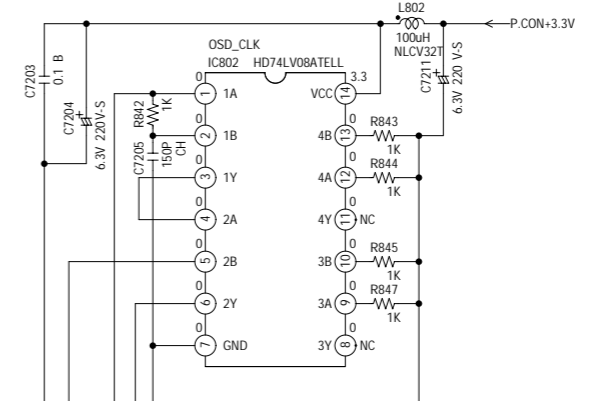 L802
P.CON+3.3V
100uH
NLCV32T
OSD_CLK
IC802 HD74LV08ATELL
C7203
0.1 B
C7204
+
6.3V 220V-S
C7211
+
6.3V 220 V-S
R842
1K
C7205
150P
CH
0
1 1A
0
2 1B
0
3 1Y
0
4 2A
0
5 2B
0
6 2Y
0
7 GND
3.3
VCC 14
0
4B 13
R843
1K
0
4A 12
R844
1K
0
4Y 11 NC
0
3B 10
R845
1K
0
3A 9
R847
1K
0
3Y 8 NC